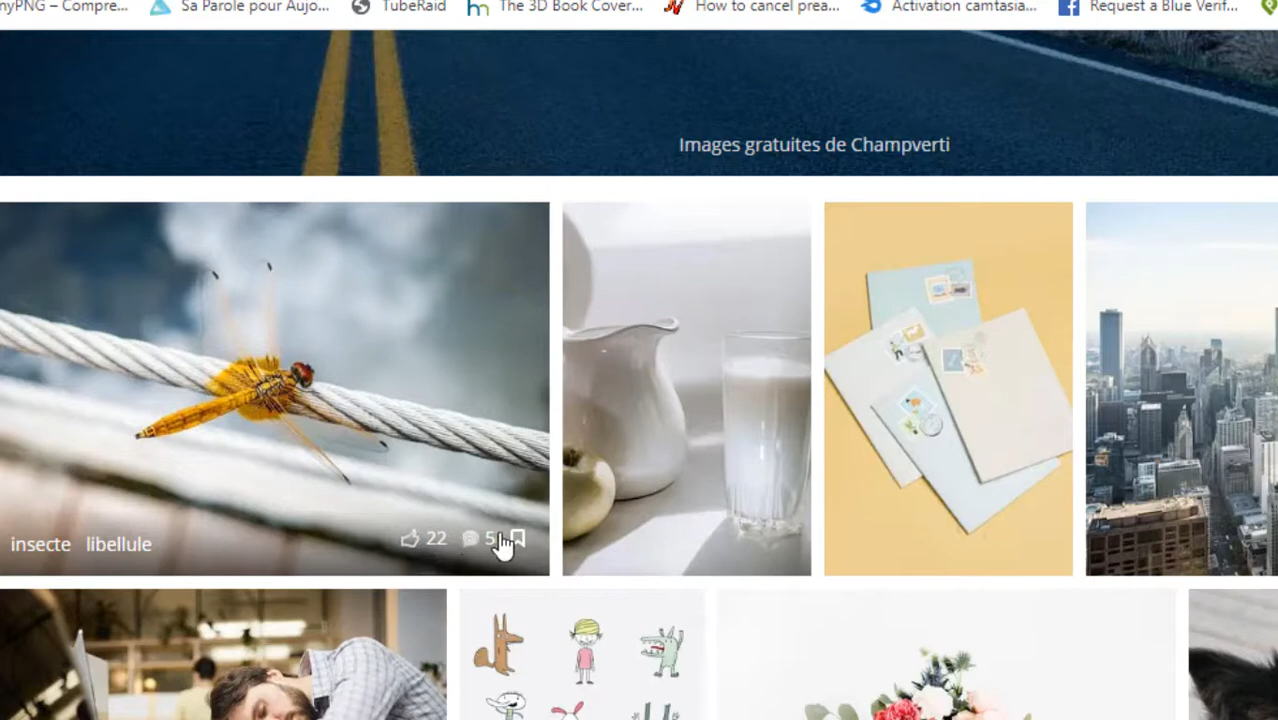 nyPNG – Compre... Sa Parole pour Aujo... TubeRaid The 3D Book Cover... How to cancel prea... Activation camtasia... Request a Blue Verif...
Images gratuites de Champverti
insecte libellule 22 5